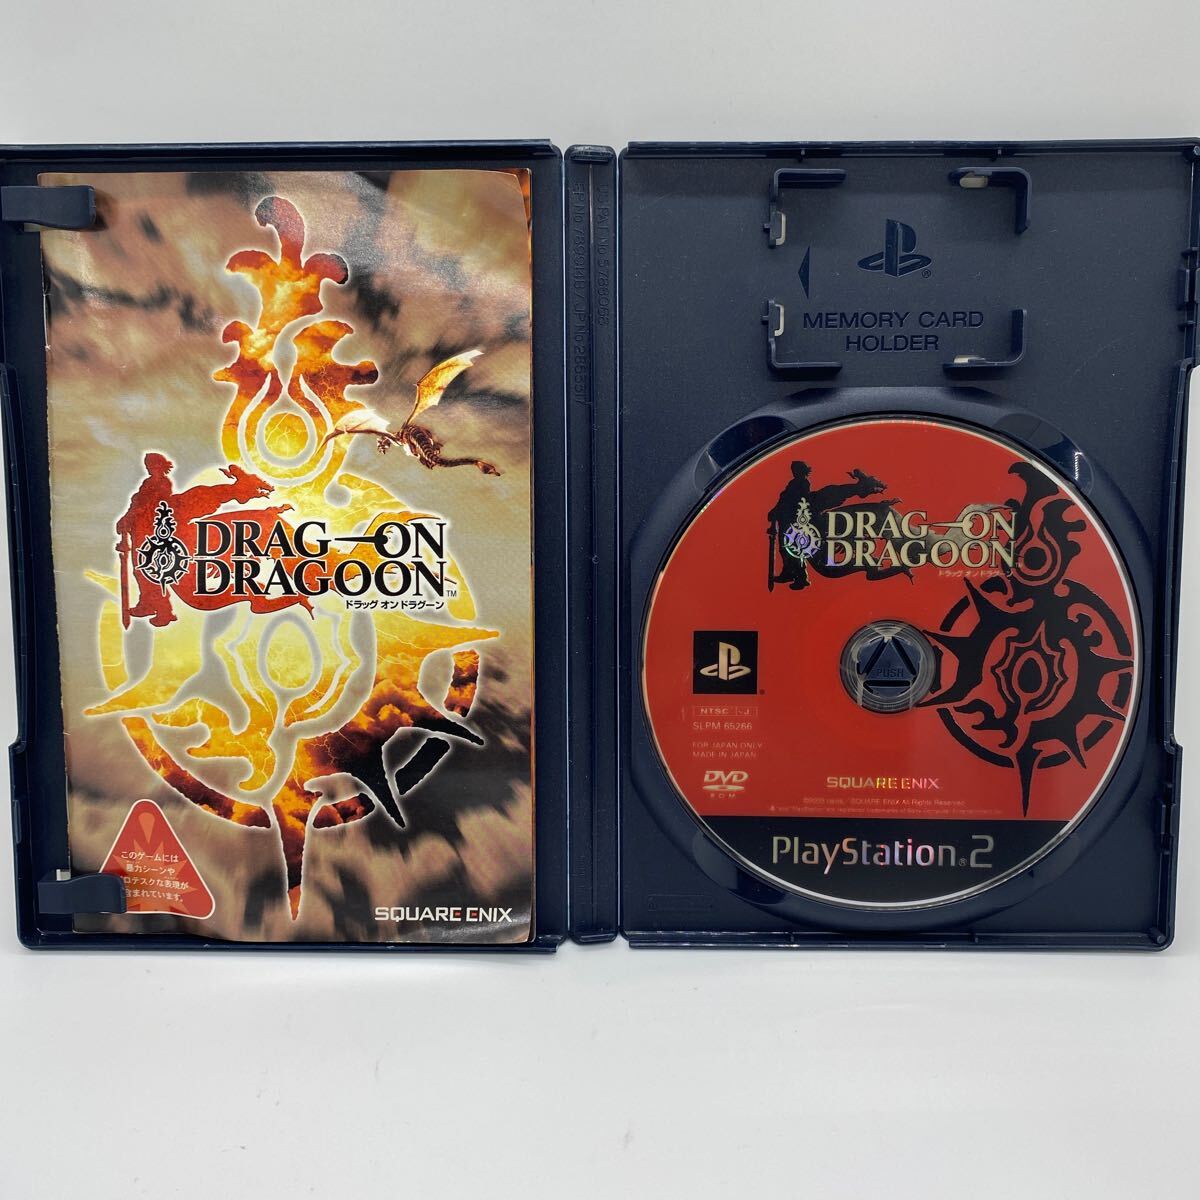 DRAG-ON
DRAGOON™
ドラッグ オン ドラグーン
このゲームには
暴力シーンや
ロテスクな表現が
含まれています。
SQUARE ENIX
MEMORY CARD
HOLDER
DRAG-ON
DRAGOON
ドラッグ オン ドラグーン
PUSH
NTSC J
SLPM 65266
FOR JAPAN ONLY
MADE IN JAPAN
DVD
ROM
SQUARE ENIX
PlayStation®2